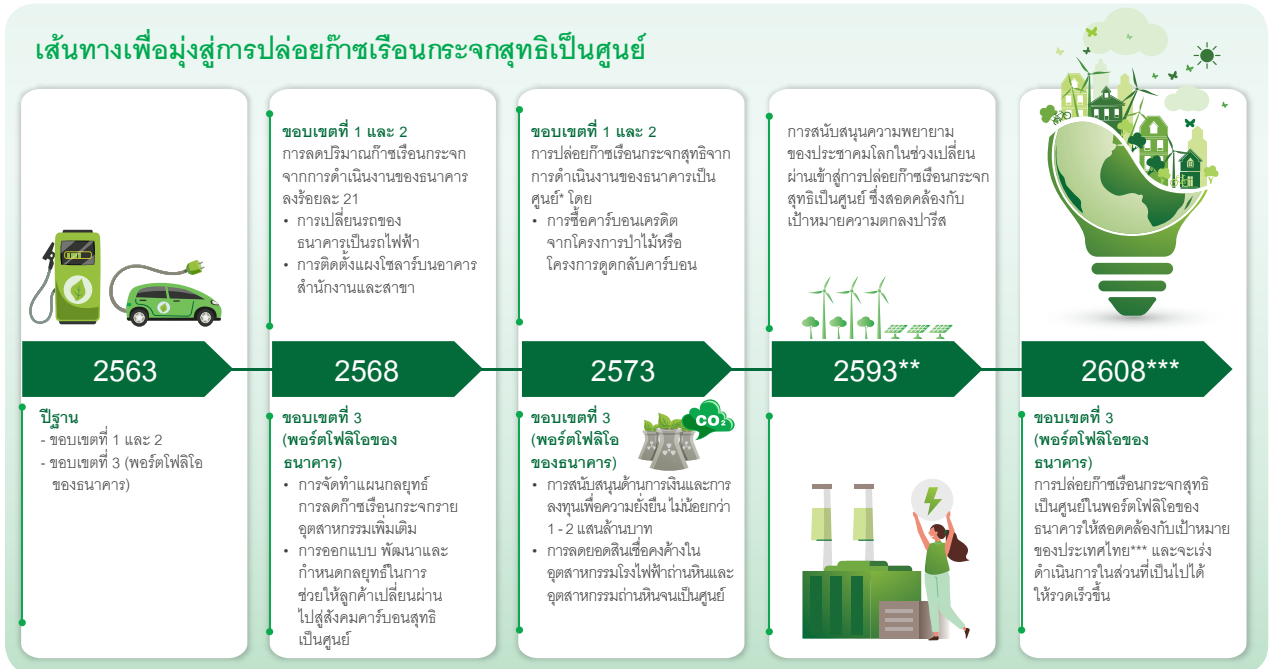 เส้นทางเพื่อมุ่งสู่การปล่อยก๊าซเรือนกระจกสุทธิเป็นศูนย์
2563
ปีฐาน
- ขอบเขตที่ 1 และ 2
- ขอบเขตที่ 3 (พอร์ตโฟลิโอ
ของธนาคาร)
ขอบเขตที่ 1 และ 2
การลดปริมาณก๊าซเรือนกระจก
จากการดำเนินงานของธนาคาร
ลงร้อยละ 21
• การเปลี่ยนรถของ
ธนาคารเป็นรถไฟฟ้า
• การติดตั้งแผงโซลาร์บนอาคาร
สำนักงานและสาขา
2568
ขอบเขตที่ 3
(พอร์ตโฟลิโอของ
ธนาคาร)
• การจัดทำแผนกลยุทธ์
การลดก๊าซเรือนกระจกราย
อุตสาหกรรมเพิ่มเติม
• การออกแบบ พัฒนาและ
กำหนดกลยุทธ์ในการ
ช่วยให้ลูกค้าเปลี่ยนผ่าน
ไปสู่สังคมคาร์บอนสุทธิ
เป็นศูนย์
ขอบเขตที่ 1 และ 2
การปล่อยก๊าซเรือนกระจกสุทธิจาก
การดำเนินงานของธนาคารเป็น
ศูนย์* โดย
• การซื้อคาร์บอนเครดิต
จากโครงการป่าไม้หรือ
โครงการดูดกลับคาร์บอน
2573
ขอบเขตที่ 3
(พอร์ตโฟลิโอ
ของธนาคาร)
CO₂
• การสนับสนุนด้านการเงินและการ
ลงทุนเพื่อความยั่งยืน ไม่น้อยกว่า
1 - 2 แสนล้านบาท
• การลดยอดสินเชื่อคงค้างใน
อุตสาหกรรมโรงไฟฟ้าถ่านหินและ
อุตสาหกรรมถ่านหินจนเป็นศูนย์
การสนับสนุนความพยายาม
ของประชาคมโลกในช่วงเปลี่ยน
ผ่านเข้าสู่การปล่อยก๊าซเรือนกระจก
สุทธิเป็นศูนย์ ซึ่งสอดคล้องกับ
เป้าหมายความตกลงปารีส
2593**
2608***
ขอบเขตที่ 3
(พอร์ตโฟลิโอของ
ธนาคาร)
การปล่อยก๊าซเรือนกระจกสุทธิ
เป็นศูนย์ในพอร์ตโฟลิโอของ
ธนาคารให้สอดคล้องกับเป้าหมาย
ของประเทศไทย*** และจะเร่ง
ดำเนินการในส่วนที่เป็นไปได้
ให้รวดเร็วขึ้น